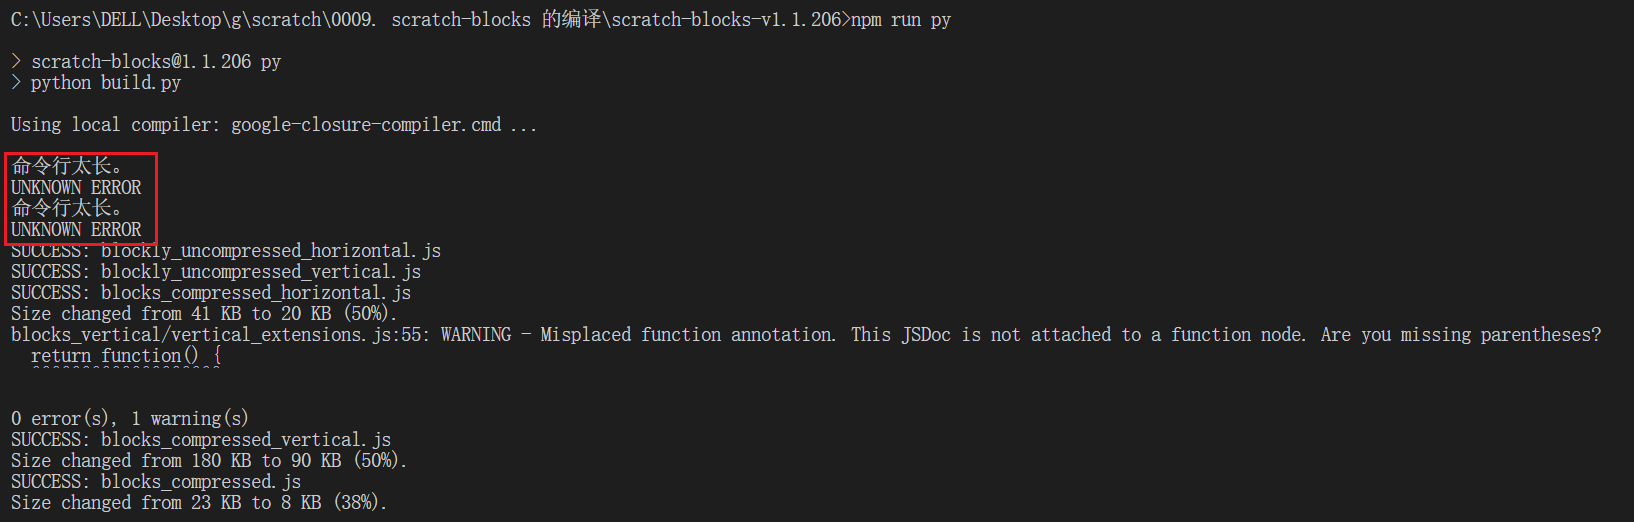 C:\Users\DELL\Desktop\g\scratch\0009. scratch-blocks 的编译\scratch-blocks-v1.1.206>npm run py
> scratch-blocks@1.1.206 py
> python build.py
Using local compiler: google-closure-compiler.cmd ...
命令行太长。
UNKNOWN ERROR
命令行太长。
UNKNOWN ERROR
SUCCESS: blockly_uncompressed_horizontal.js
SUCCESS: blockly_uncompressed_vertical.js
SUCCESS: blocks_compressed_horizontal.js
Size changed from 41 KB to 20 KB (50%).
blocks_vertical/vertical_extensions.js:55: WARNING - Misplaced function annotation. This JSDoc is not attached to a function node. Are you missing parentheses?
return function() {
^^^^^^^^^^^^^^^^^^^
0 error(s), 1 warning(s)
SUCCESS: blocks_compressed_vertical.js
Size changed from 180 KB to 90 KB (50%).
SUCCESS: blocks_compressed.js
Size changed from 23 KB to 8 KB (38%).